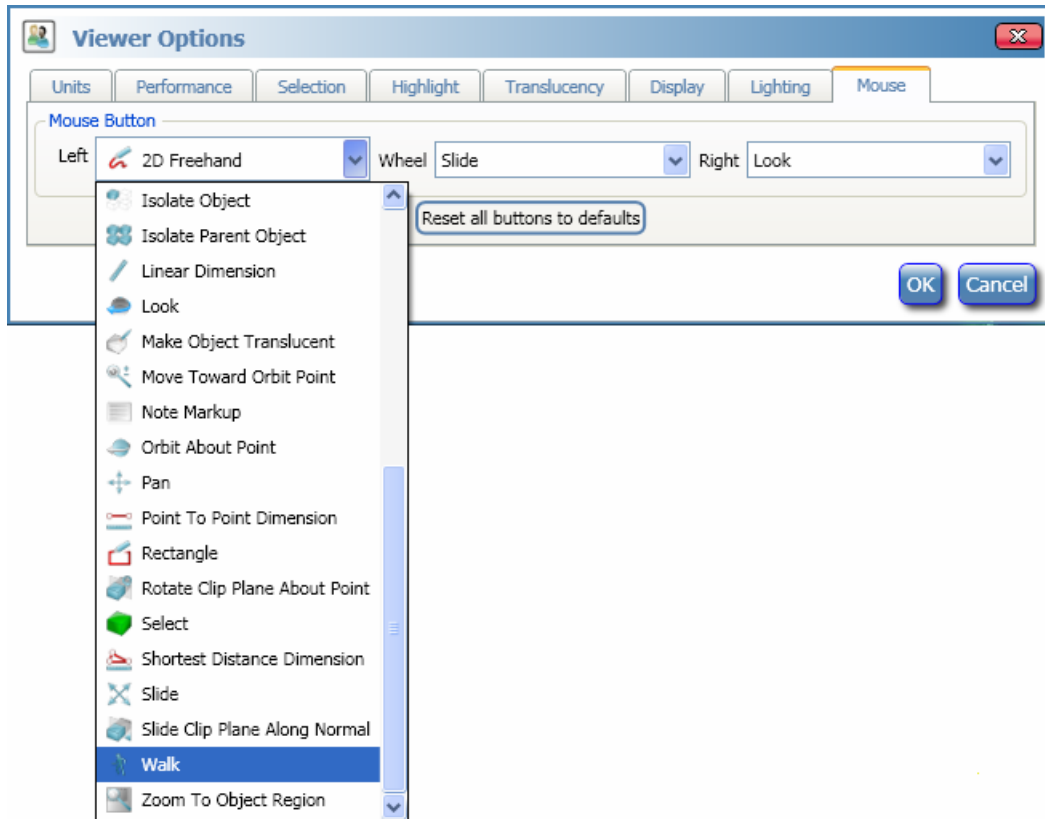 Viewer Options
Units Performance Selection Highlight Translucency Display Lighting Mouse
Mouse Button
Left 2D Freehand Wheel Slide Right Look
Isolate Object
Reset all buttons to defaults
Isolate Parent Object
Linear Dimension
OK Cancel
Look
Make Object Translucent
Move Toward Orbit Point
Note Markup
Orbit About Point
Pan
Point To Point Dimension
Rectangle
Rotate Clip Plane About Point
Select
Shortest Distance Dimension
Slide
Slide Clip Plane Along Normal
Walk
Zoom To Object Region